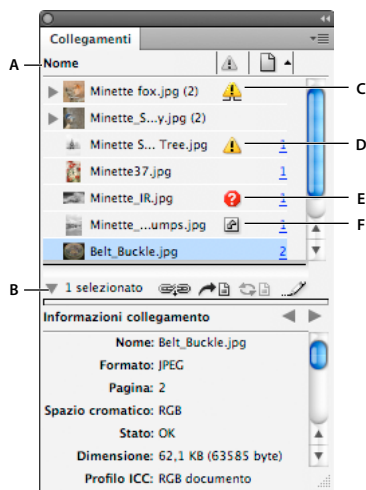 Collegamenti
A
Nome
Minette fox.jpg (2)
C
Minette_S...y.jpg (2)
Minette S... Tree.jpg 1
D
Minette37.jpg 1
Minette_IR.jpg 1
E
Minette_...umps.jpg 1
F
Belt_Buckle.jpg 2
B
1 selezionato
Informazioni collegamento
Nome: Belt_Buckle.jpg
Formato: JPEG
Pagina: 2
Spazio cromatico: RGB
Stato: OK
Dimensione: 62,1 KB (63585 byte)
Profilo ICC: RGB documento